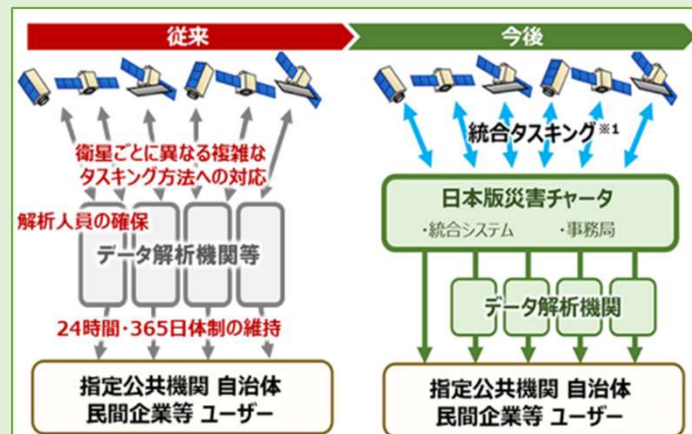 従来
今後
衛星ごとに異なる複雑な
タスキング方法への対応
解析人員の確保
データ解析機関等
24時間・365日体制の維持
指定公共機関 自治体
民間企業等 ユーザー
統合タスキング※1
日本版災害チャータ
・統合システム ・事務局
データ解析機関
指定公共機関 自治体
民間企業等 ユーザー